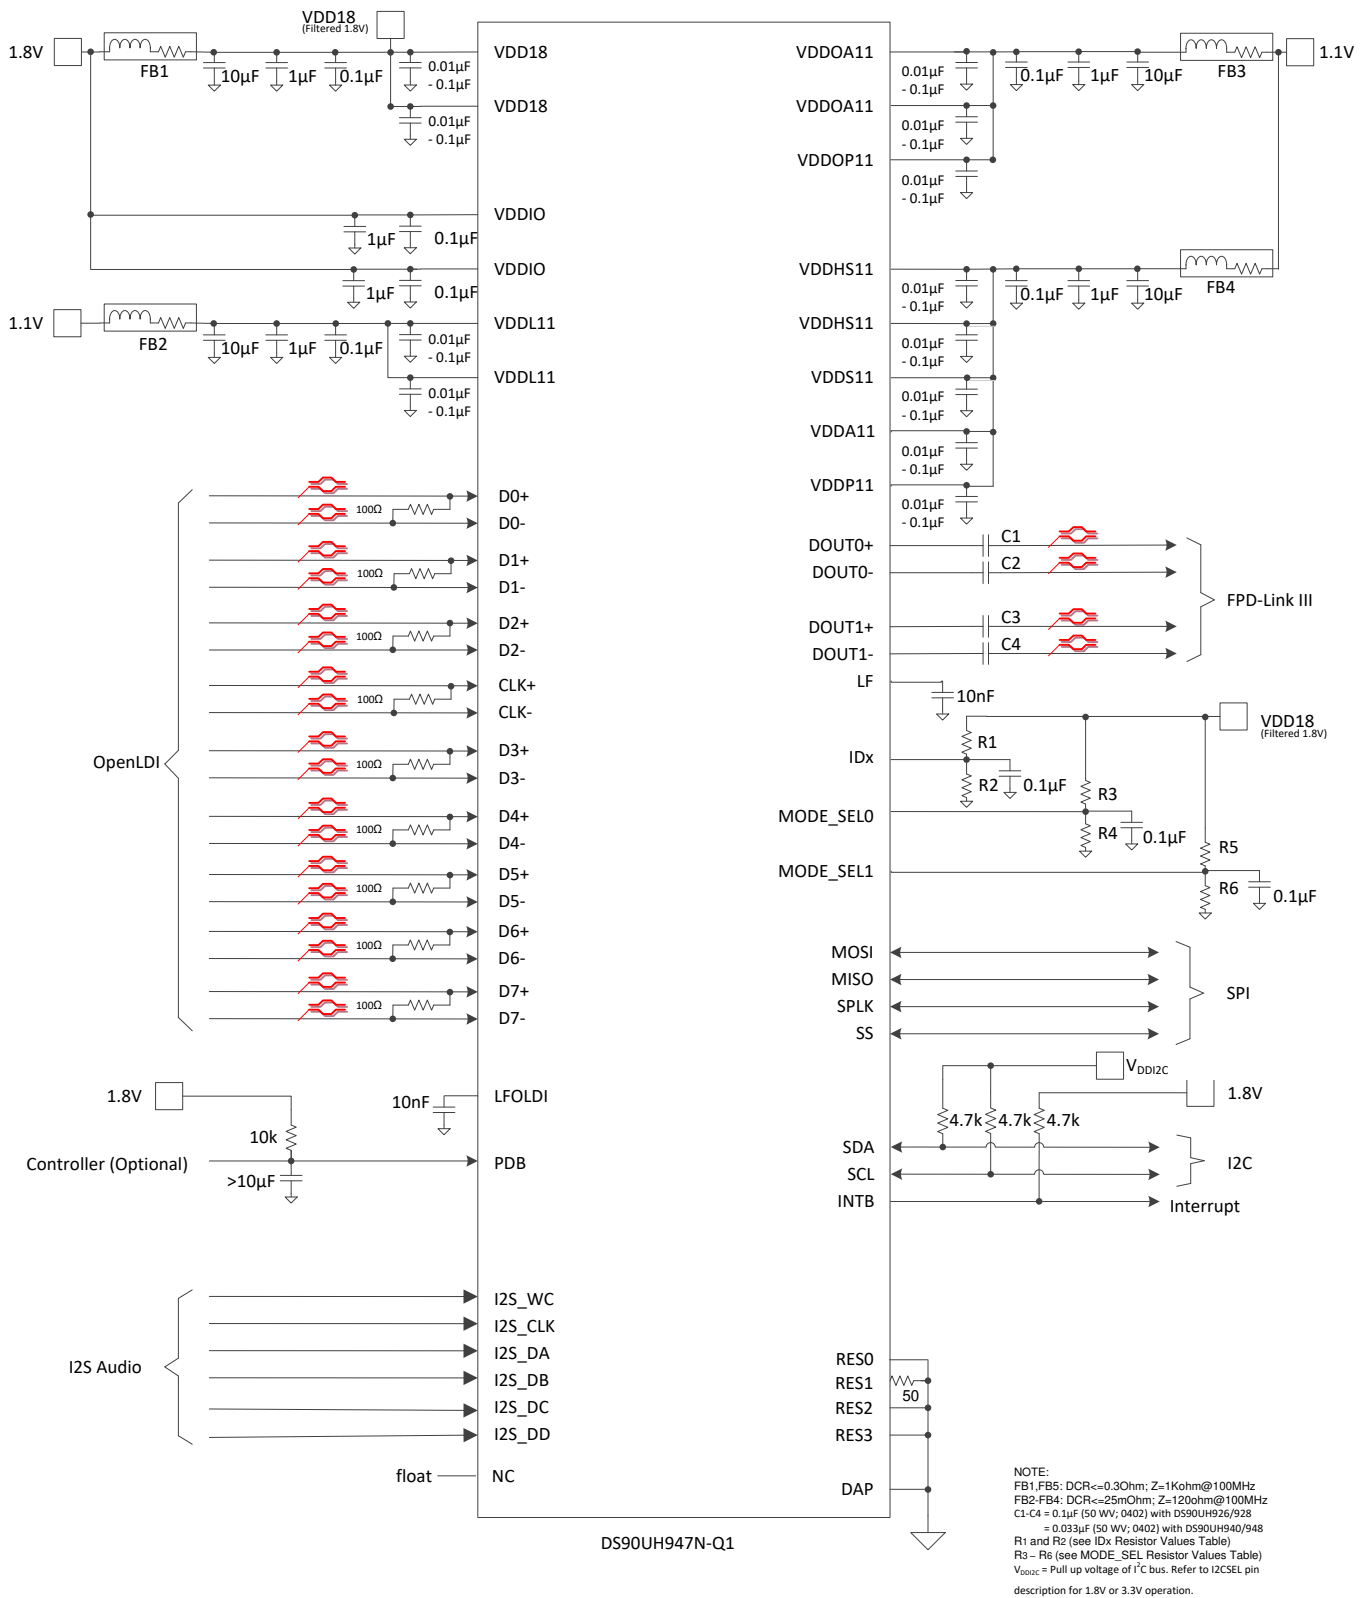 VDD18
(Filtered 1.8V)
1.8V
FB1
10µF
1µF
0.1µF
0.01µF
- 0.1µF
VDD18
0.01µF
- 0.1µF
VDD18
1µF
0.1µF
VDDIO
1µF
0.1µF
VDDIO
1.1V
FB2
10µF
1µF
0.1µF
0.01µF
- 0.1µF
VDDL11
0.01µF
- 0.1µF
VDDL11
OpenLDI
100Ω
D0+
D0-
100Ω
D1+
D1-
100Ω
D2+
D2-
100Ω
CLK+
CLK-
100Ω
D3+
D3-
100Ω
D4+
D4-
100Ω
D5+
D5-
100Ω
D6+
D6-
100Ω
D7+
D7-
1.8V
10nF
LFOLDI
10k
Controller (Optional)
>10µF
PDB
I2S Audio
I2S_WC
I2S_CLK
I2S_DA
I2S_DB
I2S_DC
I2S_DD
float
NC
VDDOA11
0.01µF
- 0.1µF
0.1µF
1µF
10µF
FB3
1.1V
VDDOA11
0.01µF
- 0.1µF
VDDOP11
0.01µF
- 0.1µF
VDDHS11
0.01µF
- 0.1µF
0.1µF
1µF
10µF
FB4
VDDHS11
0.01µF
- 0.1µF
VDDS11
0.01µF
- 0.1µF
VDDA11
0.01µF
- 0.1µF
VDDP11
0.01µF
- 0.1µF
DOUT0+
C1
DOUT0-
C2
FPD-Link III
DOUT1+
C3
DOUT1-
C4
LF
10nF
VDD18
(Filtered 1.8V)
IDx
R1
R2
0.1µF
MODE_SEL0
R3
R4
0.1µF
MODE_SEL1
R5
R6
0.1µF
MOSI
MISO
SPLK
SS
SPI
VDDI2C
1.8V
4.7k
4.7k
4.7k
SDA
SCL
I2C
INTB
Interrupt
RES0
RES1
50
RES2
RES3
DAP
DS90UH947N-Q1
NOTE:
FB1,FB5: DCR<=0.3Ohm; Z=1Kohm@100MHz
FB2-FB4: DCR<=25mOhm; Z=120ohm@100MHz
C1-C4 = 0.1µF (50 WV; 0402) with DS90UH926/928
= 0.033µF (50 WV; 0402) with DS90UH940/948
R1 and R2 (see IDx Resistor Values Table)
R3 – R6 (see MODE_SEL Resistor Values Table)
VDDI2C = Pull up voltage of I2C bus. Refer to I2CSEL pin
description for 1.8V or 3.3V operation.